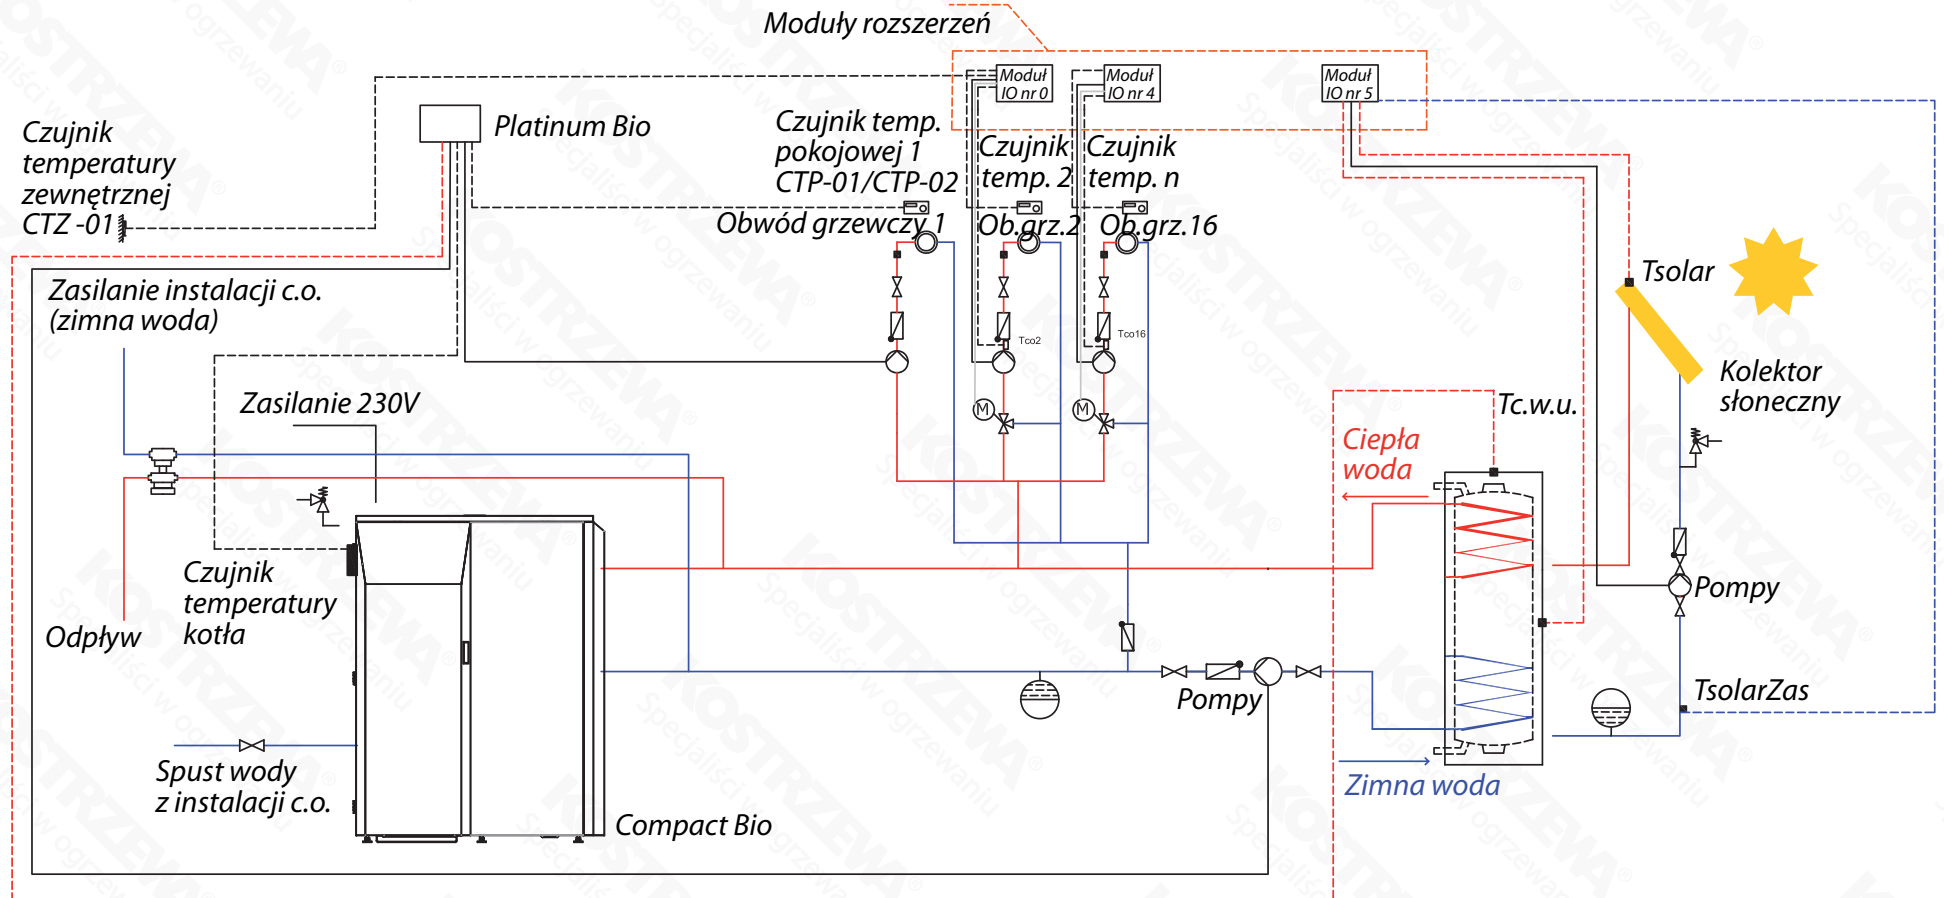 Moduły rozszerzeń
Moduł
IO nr 0
Moduł
IO nr 4
Moduł
IO nr 5
Platinum Bio
Czujnik
temperatury
zewnętrznej
CTZ -01
Czujnik temp.
pokojowej 1
CTP-01/CTP-02
Czujnik
temp. 2
Czujnik
temp. n
Obwód grzewczy 1
Ob.grz.2
Ob.grz.16
Tsolar
Zasilanie instalacji c.o.
(zimna woda)
Tco2
Tco16
Kolektor
słoneczny
Zasilanie 230V
M
M
Tc.w.u.
Ciepła
woda
Czujnik
temperatury
kotła
Odpływ
Pompy
Pompy
TsolarZas
Spust wody
z instalacji c.o.
Zimna woda
Compact Bio
KOSTRZEWA®
Specjaliści w ogrzewaniu